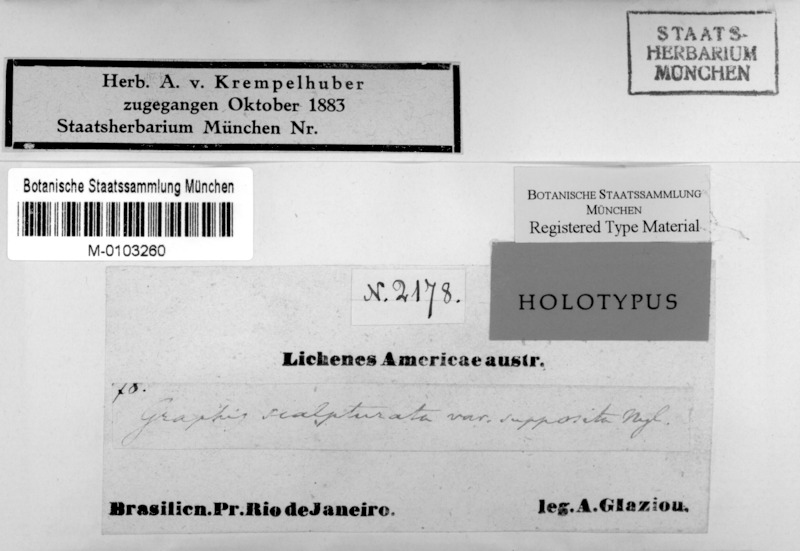 STAATS-
HERBARIUM
MÜNCHEN
Herb. A. v. Krempelhuber
zugegangen Oktober 1883
Staatsherbarium München Nr.
Botanische Staatssammlung München
M-0103260
BOTANISCHE STAATSSAMMLUNG
MÜNCHEN
Registered Type Material
N. 2178.
HOLOTYPUS
Lichenes Americae austr.
Graphis scalpturata var. supposita Nyl.
Brasilien. Pr. Rio de Janeiro.
leg. A. Glaziou.